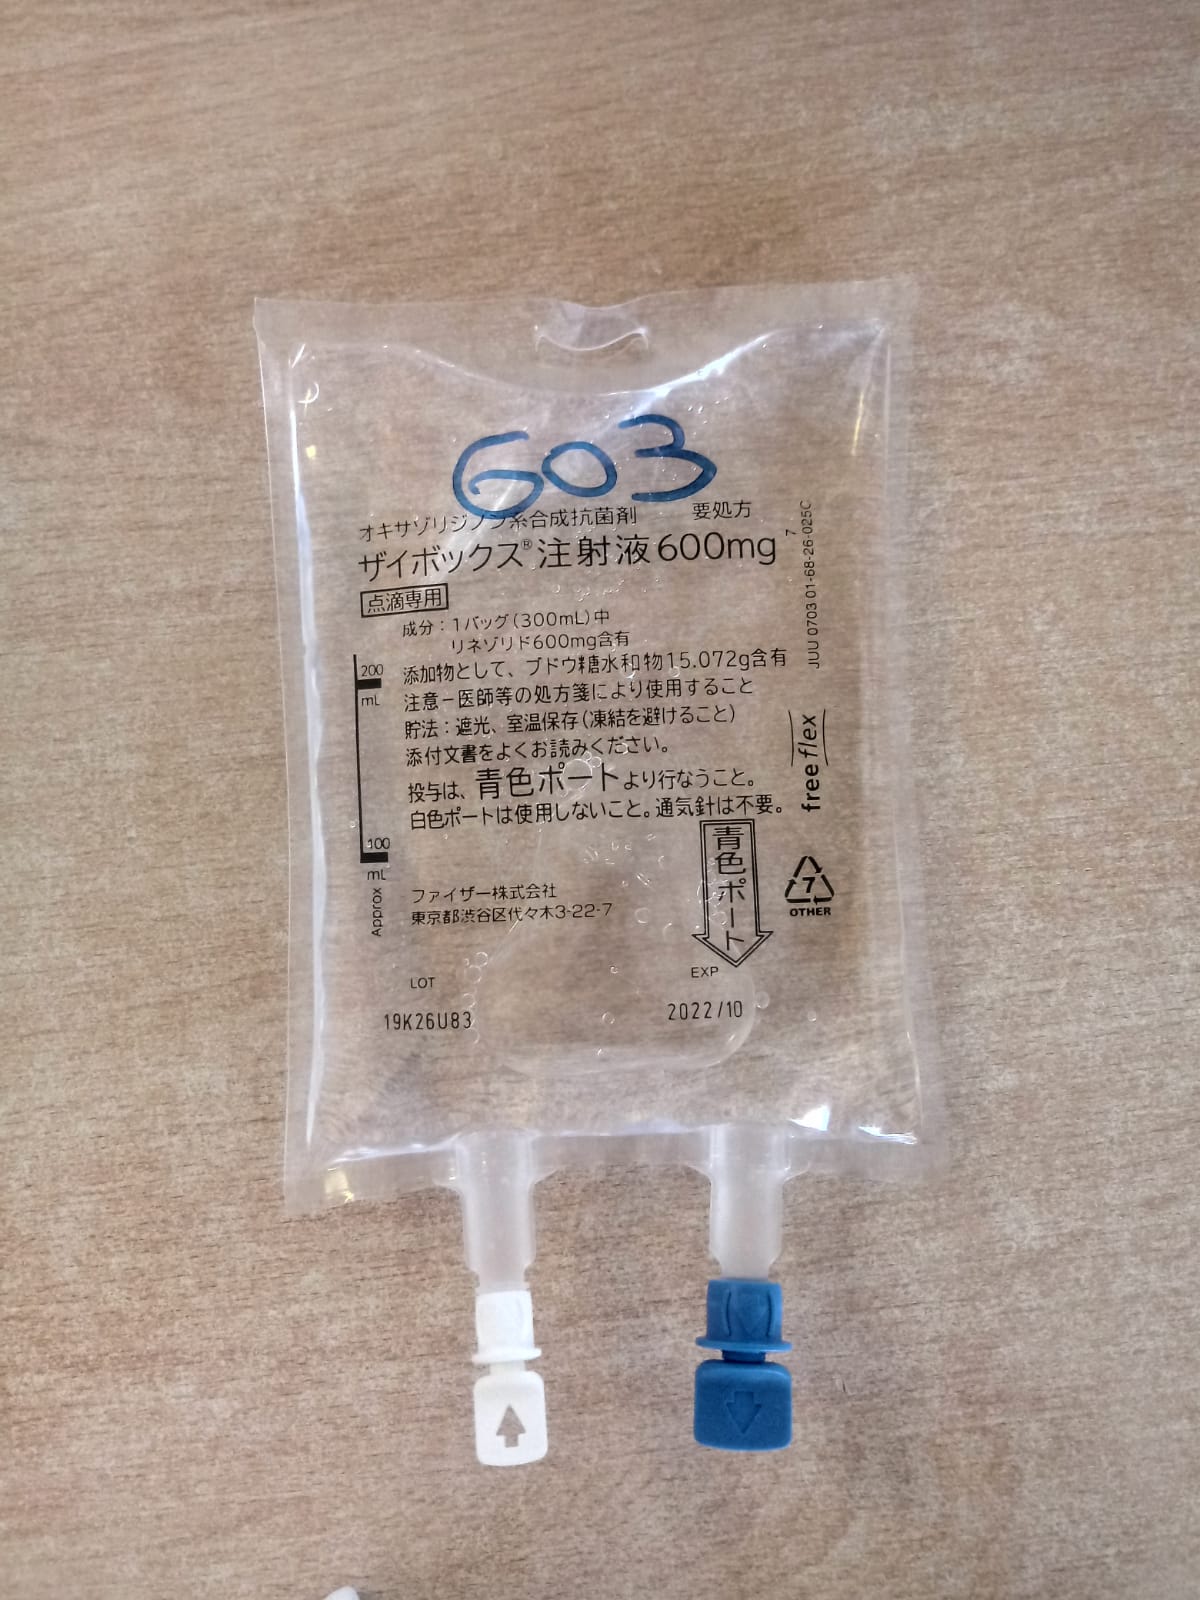 603
オキサゾリジノン系合成抗菌剤 要処方
ザイボックス®注射液600mg
点滴専用
成分：1バッグ(300mL)中
リネゾリド600mg含有
添加物として、ブドウ糖水和物15.072g含有
注意－医師等の処方箋により使用すること
貯法：遮光、室温保存(凍結を避けること)
添付文書をよくお読みください。
投与は、青色ポートより行なうこと。
白色ポートは使用しないこと。通気針は不要。
200
mL
100
mL
Approx
青色ポート
ファイザー株式会社
東京都渋谷区代々木3-22-7
LOT
19K26U83
EXP
2022/10
7
JUU 0703 01-68-26-025C
freeflex
7
OTHER